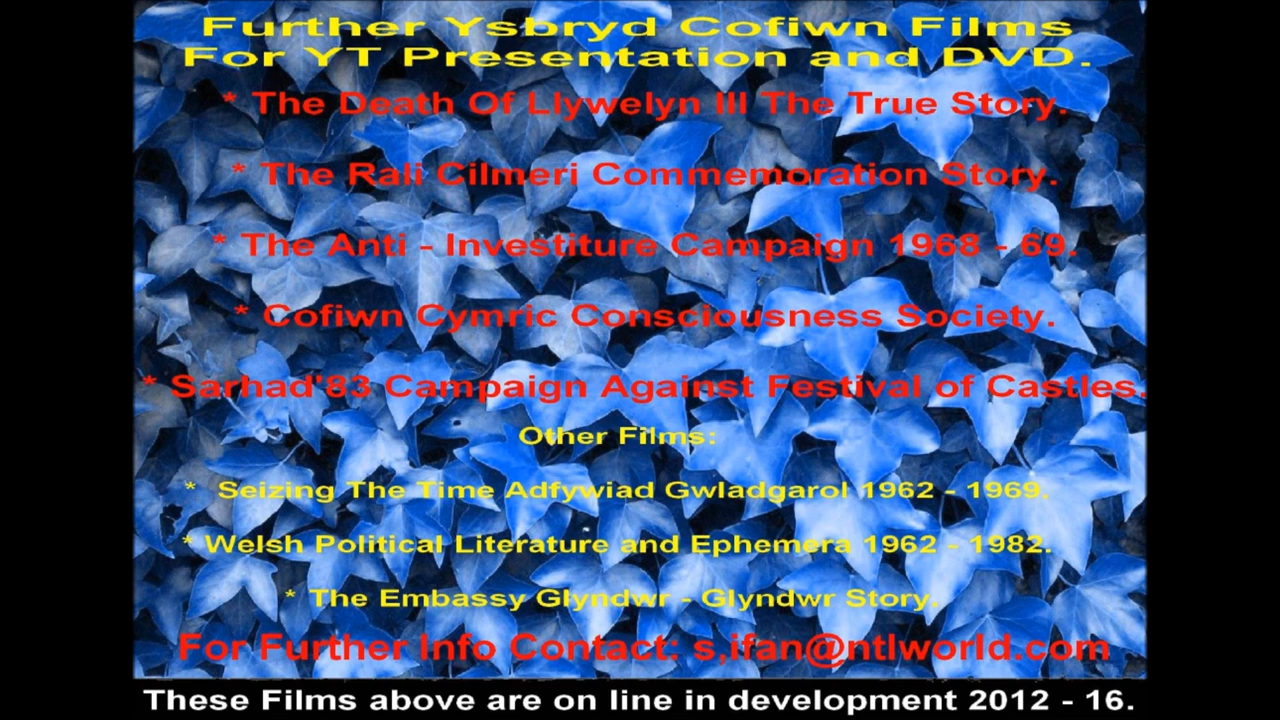 Further Ysbryd Cofiwn Films
For YT Presentation and DVD.
* The Death Of Llywelyn III The True Story.
* The Rali Cilmeri Commemoration Story.
* The Anti - Investiture Campaign 1968 - 69.
* Cofiwn Cymric Consciousness Society.
* Sarhad'83 Campaign Against Festival of Castles.
Other Films:
* Seizing The Time Adfywiad Gwladgarol 1962 - 1969.
* Welsh Political Literature and Ephemera 1962 - 1982.
* The Embassy Glyndwr - Glyndwr Story.
For Further Info Contact: s,ifan@ntlworld.com
These Films above are on line in development 2012 - 16.